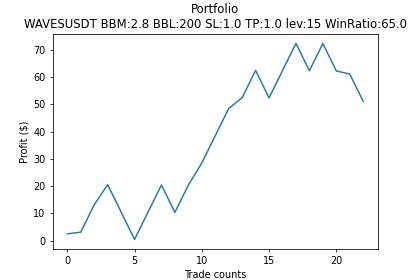 Portfolio
WAVESUSDT BBM:2.8 BBL:200 SL:1.0 TP:1.0 lev:15 WinRatio:65.0
70
60
50
40
30
20
10
0
Profit ($)
0 5 10 15 20
Trade counts